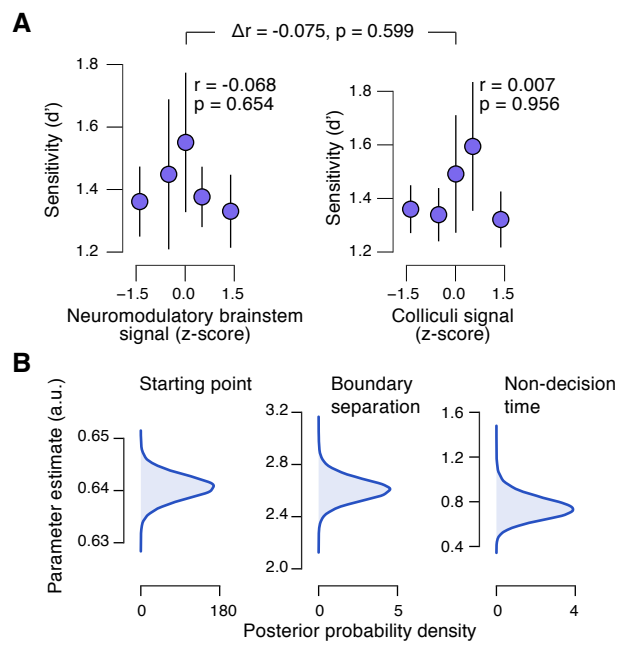 A
Δr = -0.075, p = 0.599
Sensitivity (d')
1.8
1.6
1.4
1.2
r = -0.068
p = 0.654
−1.5 0.0 1.5
Neuromodulatory brainstem
signal (z-score)
Sensitivity (d')
1.8
1.6
1.4
1.2
r = 0.007
p = 0.956
−1.5 0.0 1.5
Colliculi signal
(z-score)
B
Parameter estimate (a.u.)
Starting point
0.65
0.64
0.63
0 180
Boundary
separation
3.2
2.8
2.4
2.0
0 5
Non-decision
time
1.6
1.2
0.8
0.4
0 4
Posterior probability density